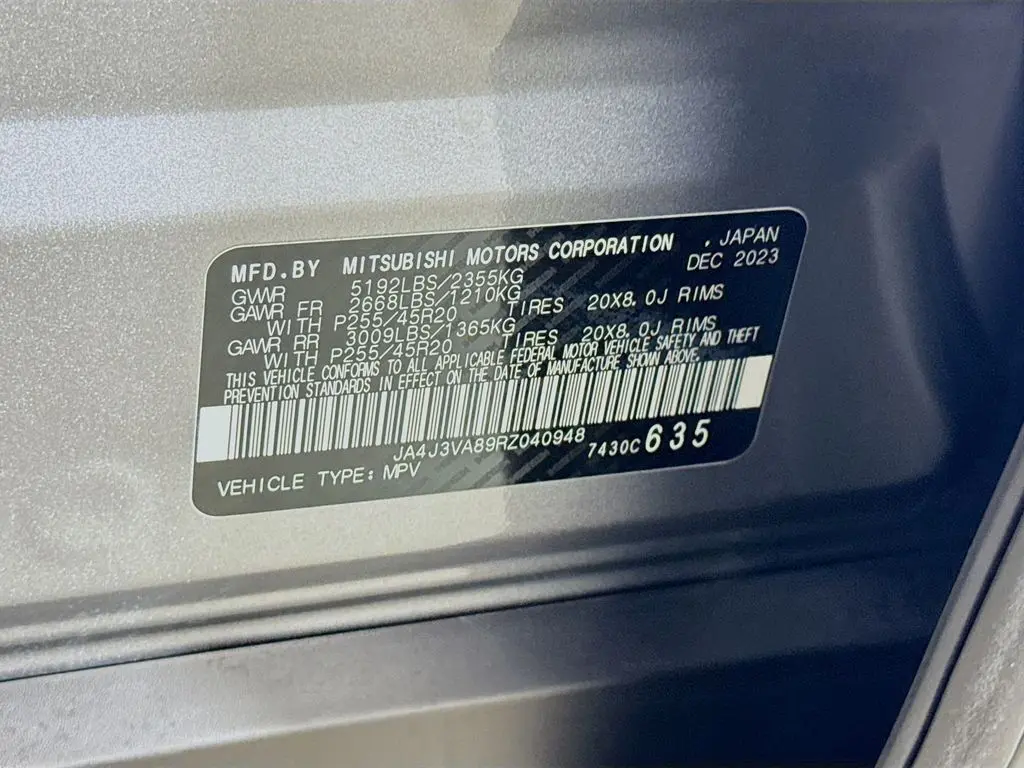 MFD.BY MITSUBISHI MOTORS CORPORATION , JAPAN
DEC 2023
GVWR 5192LBS/2355KG
GAWR FR 2668LBS/1210KG
WITH P255/45R20 TIRES 20X8.0J RIMS
GAWR RR 3009LBS/1365KG
WITH P255/45R20 TIRES 20X8.0J RIMS
THIS VEHICLE CONFORMS TO ALL APPLICABLE FEDERAL MOTOR VEHICLE SAFETY AND THEFT
PREVENTION STANDARDS IN EFFECT ON THE DATE OF MANUFACTURE SHOWN ABOVE.
JA4J3VA89RZ040948 7430C 635
VEHICLE TYPE: MPV